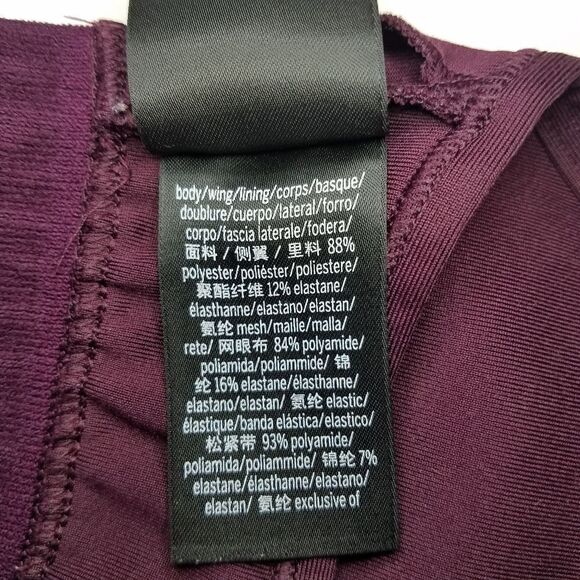 body/wing/lining/corps/basque/
doublure/cuerpo/lateral/forro/
corpo/fascia laterale/fodera/
面料 / 侧翼 / 里料 88%
polyester/poliéster/poliestere/
聚酯纤维 12% elastane/
élasthanne/elastano/elastan/
氨纶 mesh/maille/malla/
rete/ 网眼布 84% polyamide/
poliamida/poliammide/ 锦
纶 16% elastane/élasthanne/
elastano/elastan/ 氨纶 elastic/
élastique/banda elástica/elastico/
松紧带 93% polyamide/
poliamida/poliammide/ 锦纶 7%
elastane/élasthanne/elastano/
elastan/ 氨纶 exclusive of